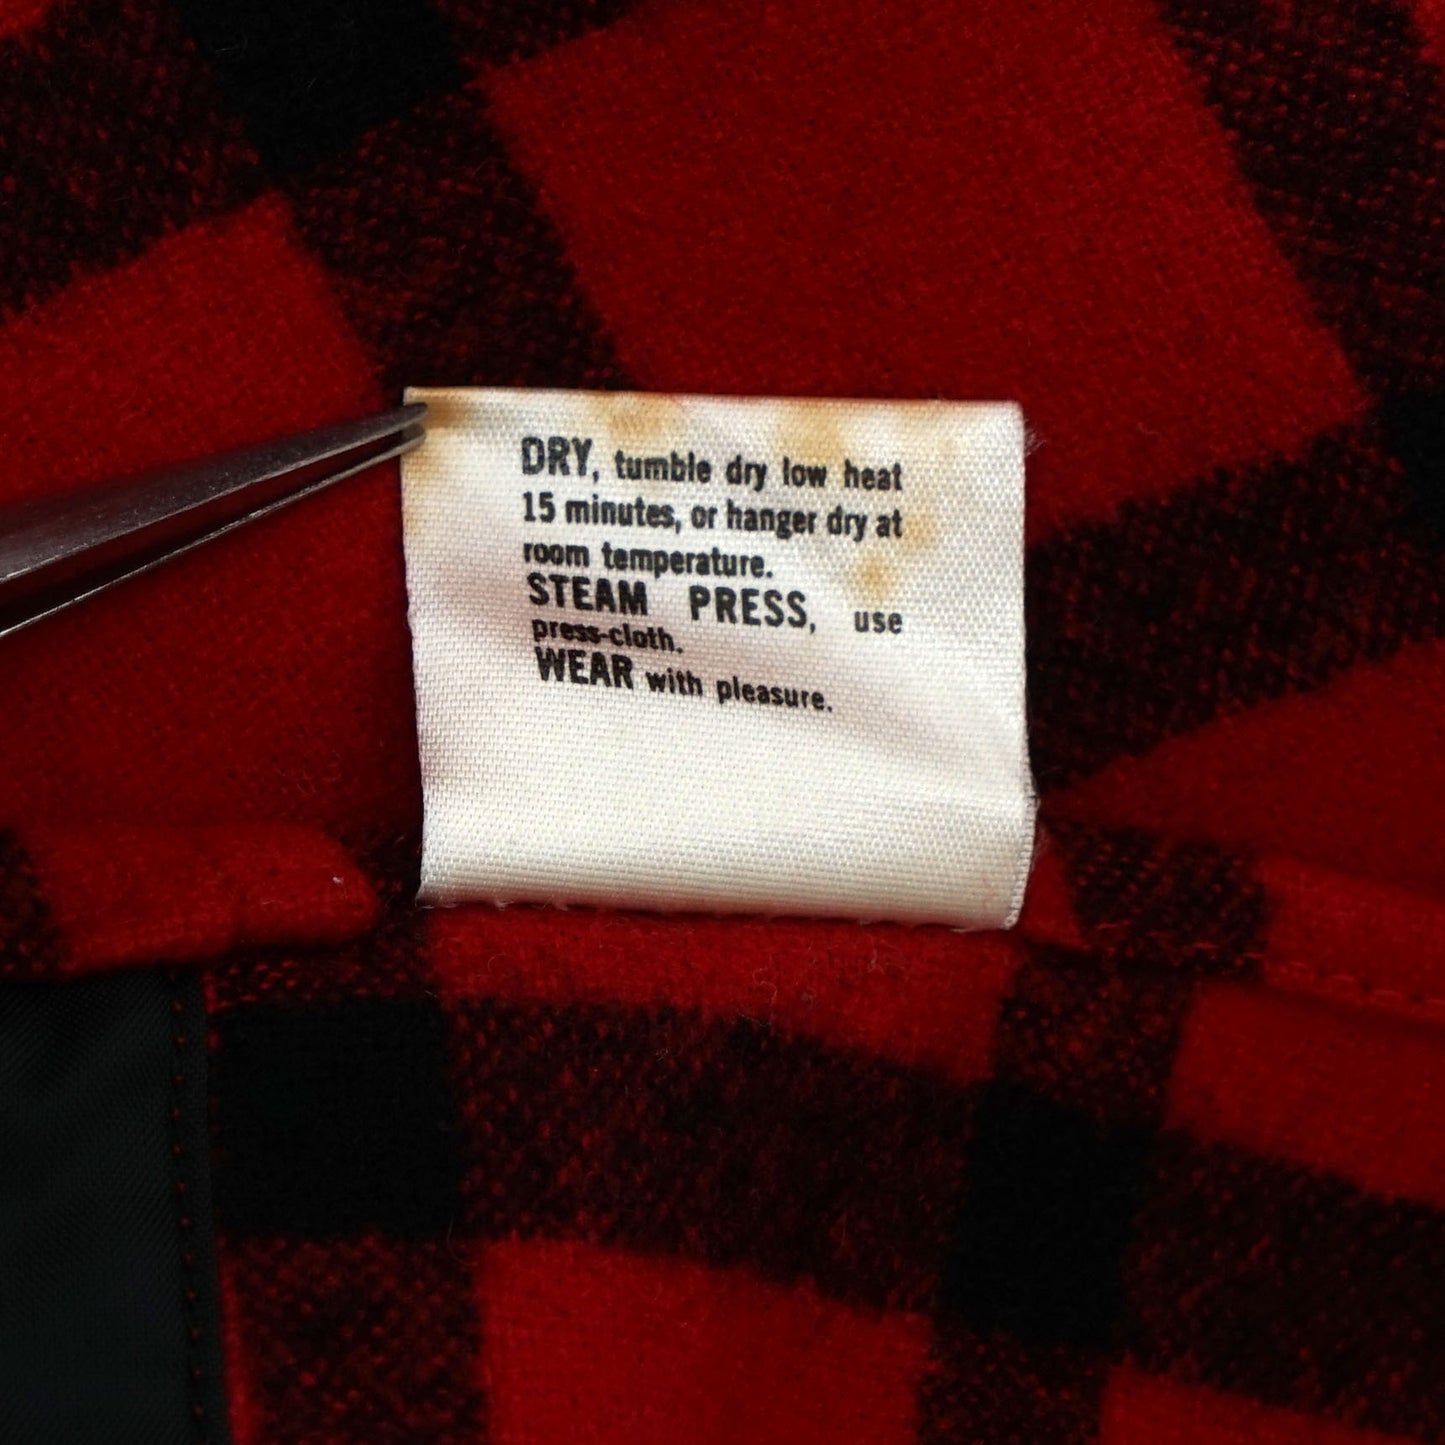 DRY, tumble dry low heat
15 minutes, or hanger dry at
room temperature.
STEAM PRESS, use
press-cloth.
WEAR with pleasure.